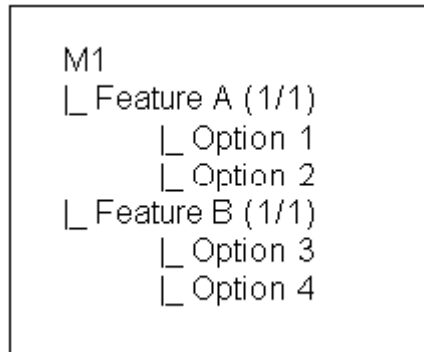 M1
|_ Feature A (1/1)
|_ Option 1
|_ Option 2
|_ Feature B (1/1)
|_ Option 3
|_ Option 4